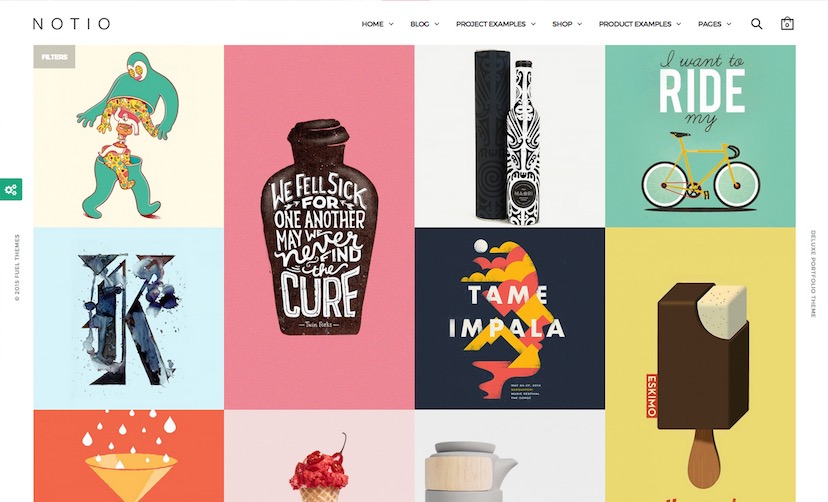 NOTIO
HOME
BLOG
PROJECT EXAMPLES
SHOP
PRODUCT EXAMPLES
PAGES
0
FILTERS
© 2015 FUEL THEMES
WE FELL SICK
FOR
ONE ANOTHER
MAY WE
never FIND
the
CURE
Twin Forks
I want to
RIDE
my
TAME
IMPALA
ESKIMO
DELUXE PORTFOLIO THEME